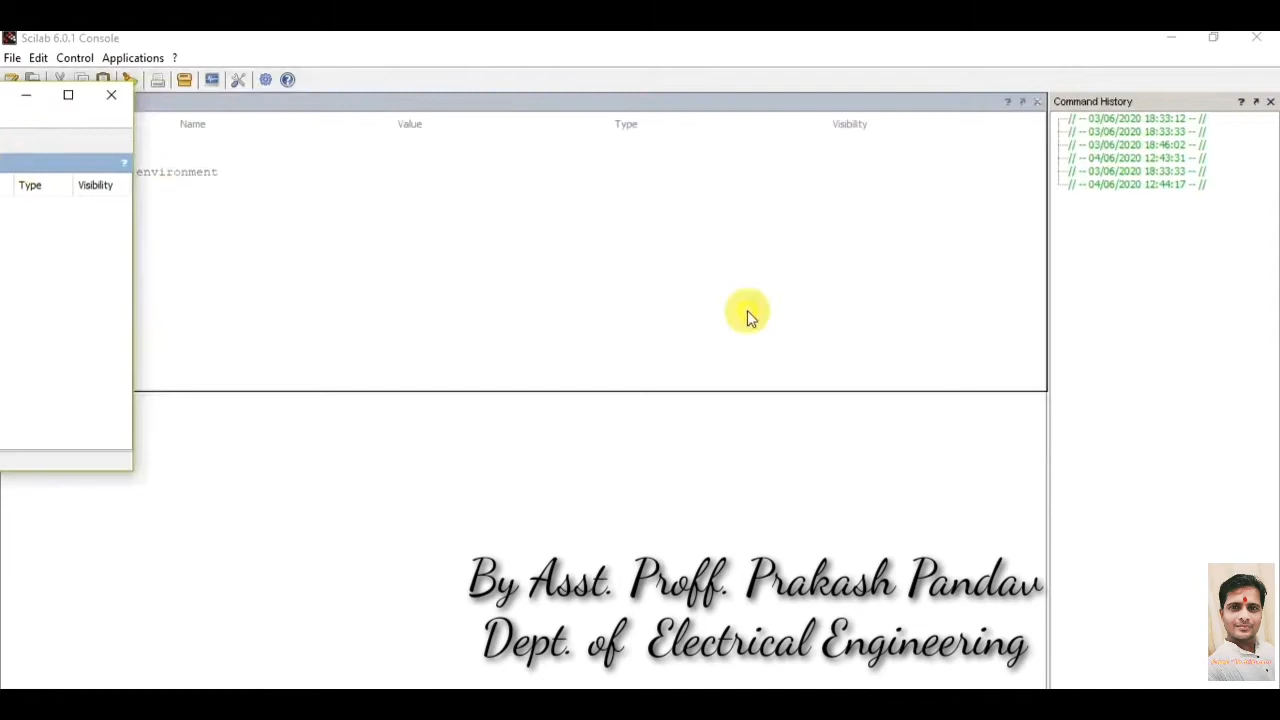 Scilab 6.0.1 Console
File Edit Control Applications ?
? Command History ?
Name Value Type Visibility
// -- 03/06/2020 18:33:12 -- //
// -- 03/06/2020 18:33:33 -- //
// -- 03/06/2020 18:46:02 -- //
// -- 04/06/2020 12:43:31 -- //
// -- 03/06/2020 18:33:33 -- //
// -- 04/06/2020 12:44:17 -- //
?
Type Visibility
environment
By Asst. Proff. Prakash Pandav
Dept. of Electrical Engineering